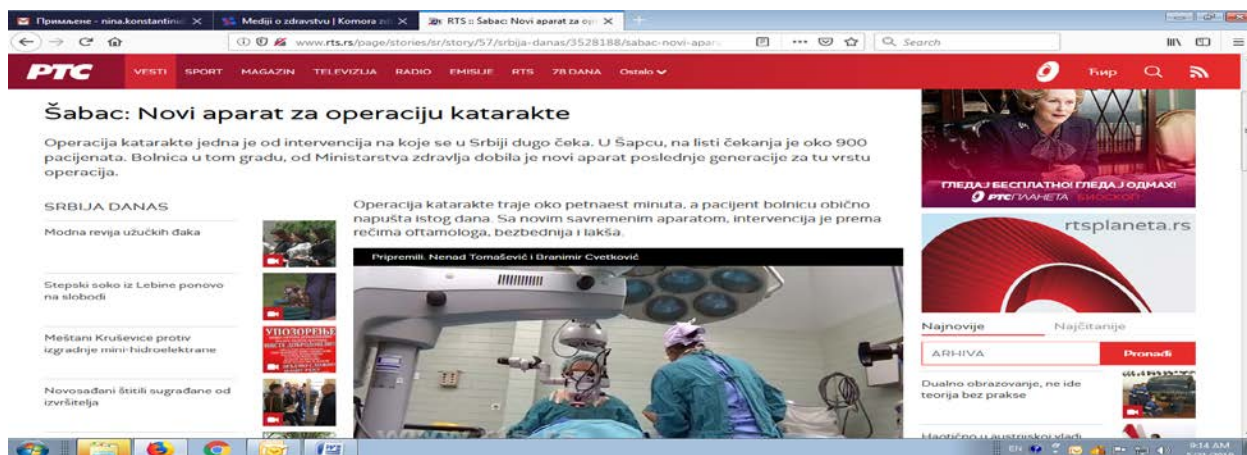 Примљене - nina.konstantini
Mediji o zdravstvu | Komora z
RTS :: Šabac: Novi aparat za op
www.rts.rs/page/stories/sr/story/57/srbija-danas/3528188/sabac-novi-apar
Search
РТС VESTI SPORT MAGAZIN TELEVIZIJA RADIO EMISIJE RTS 78 DANA Ostalo Ћир
Šabac: Novi aparat za operaciju katarakte
Operacija katarakte jedna je od intervencija na koje se u Srbiji dugo čeka. U Šapcu, na listi čekanja je oko 900
pacijenata. Bolnica u tom gradu, od Ministarstva zdravlja dobila je novi aparat poslednje generacije za tu vrstu
operacija.
SRBIJA DANAS
Modna revija užučkih đaka
Stepski soko iz Lebine ponovo
na slobodi
Meštani Kruševice protiv
izgradnje mini-hidroelektrane
УПОЗОРЕЊЕ
Novosađani štitili sugrađane od
izvršitelja
Operacija katarakte traje oko petnaest minuta, a pacijent bolnicu obično
napušta istog dana. Sa novim savremenim aparatom, intervencija je prema
rečima oftamologa, bezbednija i lakša.
Pripremili. Nenad Tomašević i Branimir Cvetković
ГЛЕДАЈ БЕСПЛАТНО! ГЛЕДАЈ ОДМАХ!
РТС ПЛАНЕТА БИОСКОП
rtsplaneta.rs
Najnovije Najčitanije
ARHIVA Pronađi
Dualno obrazovanje, ne ide
teorija bez prakse
Haotično u austrijskoj vladi
EN
9:14 AM